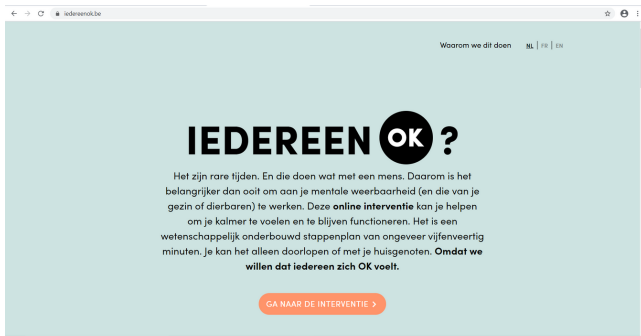 iedereenok.be
Waarom we dit doen NL | FR | EN
IEDEREEN OK ?
Het zijn rare tijden. En die doen wat met een mens. Daarom is het
belangrijker dan ooit om aan je mentale weerbaarheid (en die van je
gezin of dierbaren) te werken. Deze online interventie kan je helpen
om je kalmer te voelen en te blijven functioneren. Het is een
wetenschappelijk onderbouwd stappenplan van ongeveer vijfenveertig
minuten. Je kan het alleen doorlopen of met je huisgenoten. Omdat we
willen dat iedereen zich OK voelt.
GA NAAR DE INTERVENTIE >